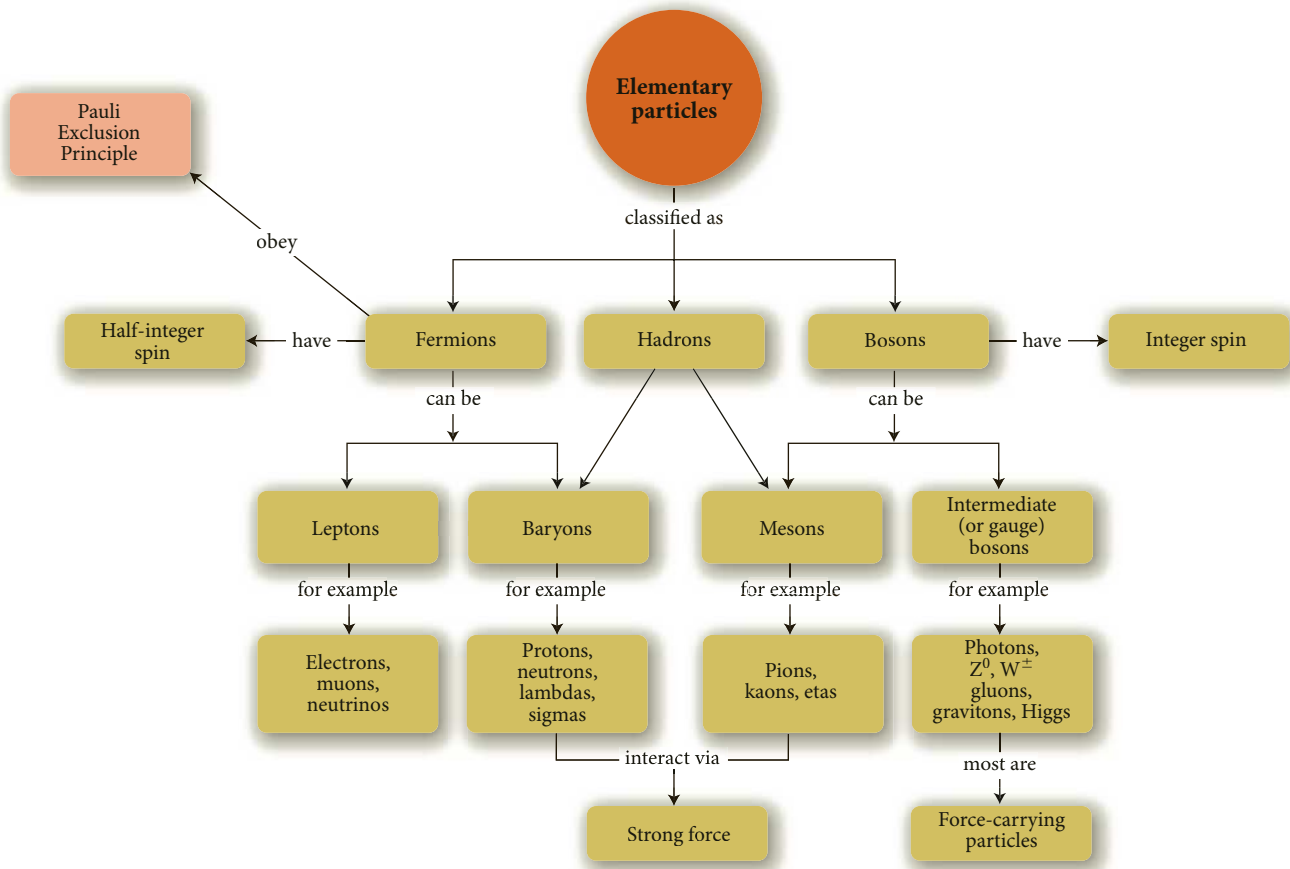 Elementary
particles
Pauli
Exclusion
Principle
classified as
obey
Half-integer
spin
have
Fermions
Hadrons
Bosons
have
Integer spin
can be
can be
Leptons
Baryons
Mesons
Intermediate
(or gauge)
bosons
for example
for example
for example
for example
Electrons,
muons,
neutrinos
Protons,
neutrons,
lambdas,
sigmas
Pions,
kaons, etas
Photons,
Z⁰, W±
gluons,
gravitons, Higgs
interact via
most are
Strong force
Force-carrying
particles